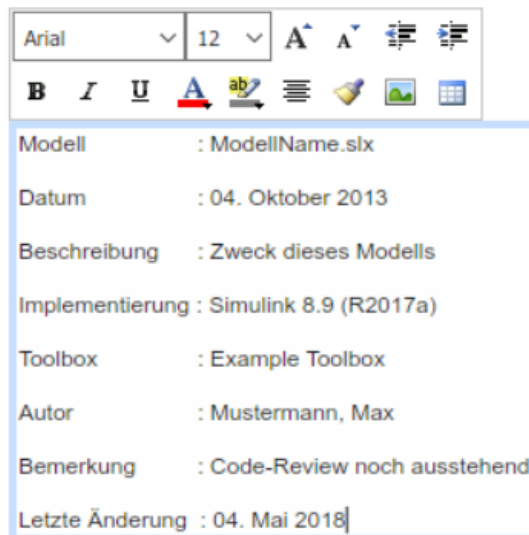 Arial 12 A A
B I U A ab
Modell : ModellName.slx
Datum : 04. Oktober 2013
Beschreibung : Zweck dieses Modells
Implementierung : Simulink 8.9 (R2017a)
Toolbox : Example Toolbox
Autor : Mustermann, Max
Bemerkung : Code-Review noch ausstehend
Letzte Änderung : 04. Mai 2018